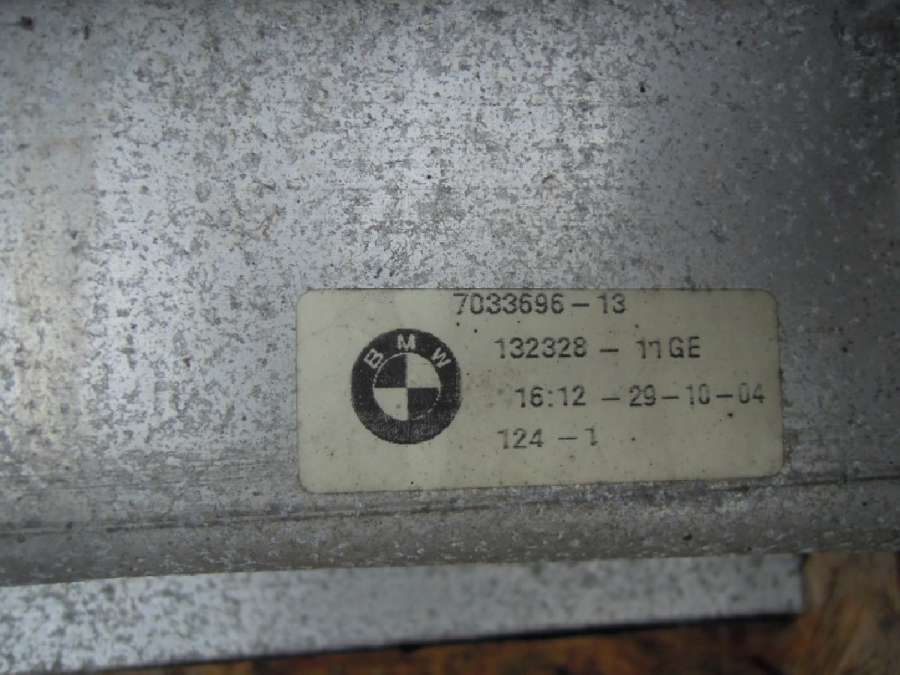 7033696-13
BMW
132328 - 11GE
16:12 - 29-10-04
124 - 1